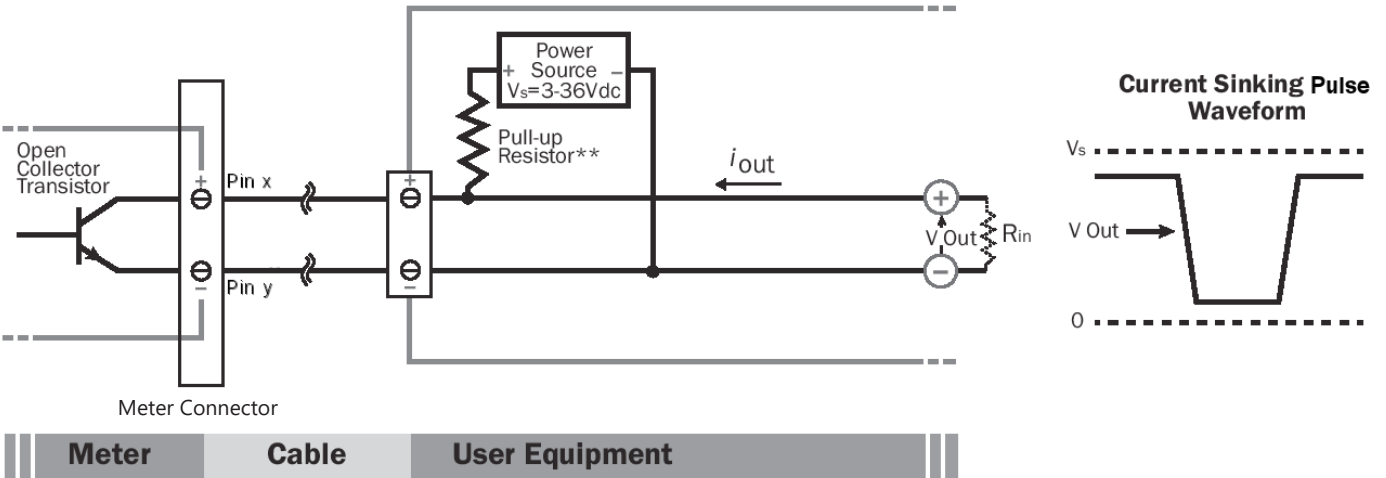 Power
+ Source −
Vs=3-36Vdc
Current Sinking Pulse
Waveform
Open
Collector
Transistor
Pull-up
Resistor**
Vs
+
Pin x
+
iout
+
V Out
Rin
V Out
−
Pin y
−
−
0
Meter Connector
Meter
Cable
User Equipment